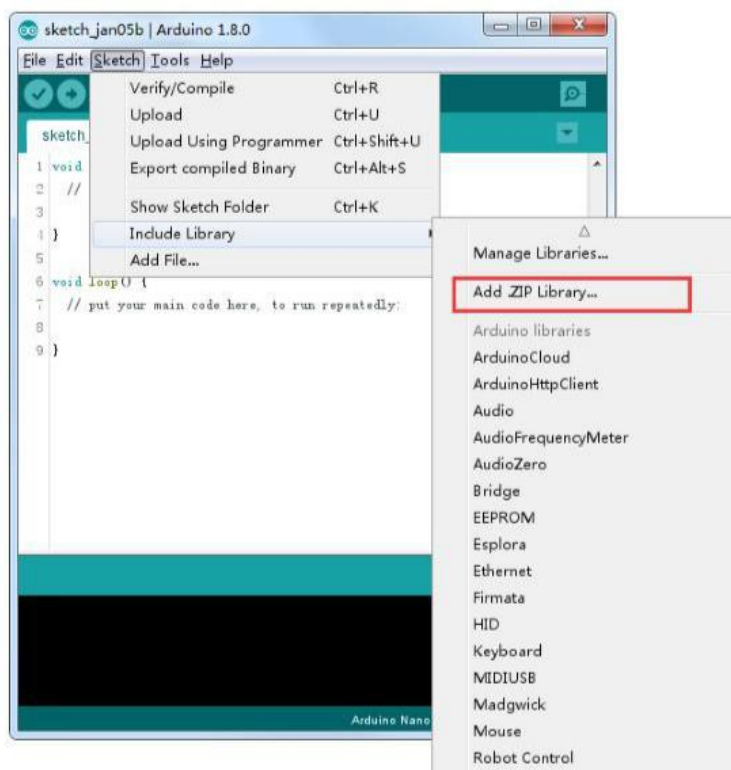 sketch_jan05b | Arduino 1.8.0
File Edit Sketch Tools Help
Verify/Compile Ctrl+R
Upload Ctrl+U
sketch_
Upload Using Programmer Ctrl+Shift+U
1 void
Export compiled Binary Ctrl+Alt+S
2 //
3
Show Sketch Folder Ctrl+K
4 }
Include Library
5
Add File...
6 void loop() {
7 // put your main code here, to run repeatedly:
8
9 }
Manage Libraries...
Add .ZIP Library...
Arduino libraries
ArduinoCloud
ArduinoHttpClient
Audio
AudioFrequencyMeter
AudioZero
Bridge
EEPROM
Esplora
Ethernet
Firmata
HID
Keyboard
MIDIUSB
Madgwick
Mouse
Robot Control
Arduino Nano